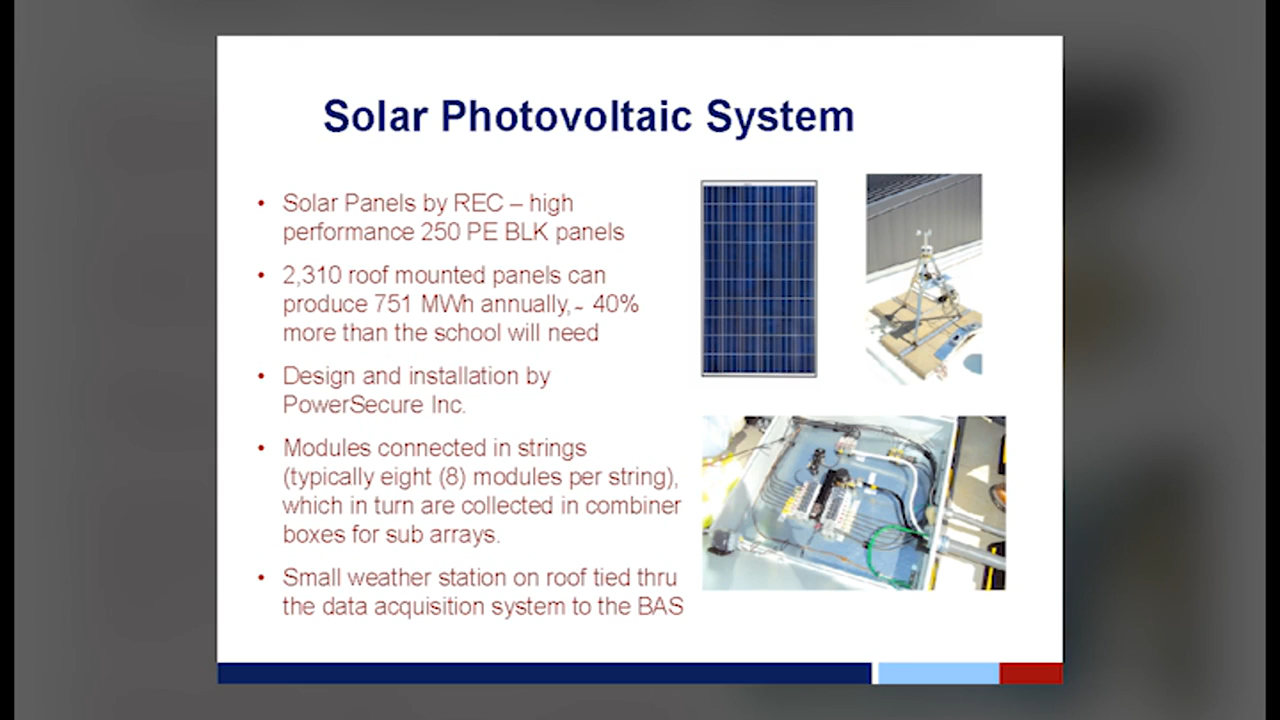 Solar Photovoltaic System
• Solar Panels by REC – high
performance 250 PE BLK panels
• 2,310 roof mounted panels can
produce 751 MWh annually,~ 40%
more than the school will need
• Design and installation by
PowerSecure Inc.
• Modules connected in strings
(typically eight (8) modules per string),
which in turn are collected in combiner
boxes for sub arrays.
• Small weather station on roof tied thru
the data acquisition system to the BAS